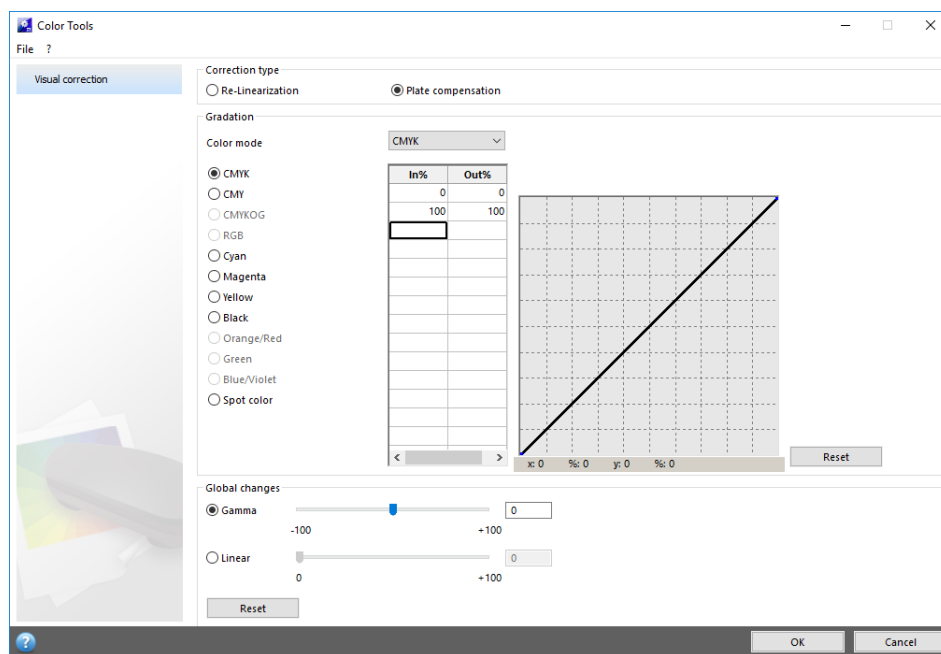 Color Tools
File ?
Visual correction
Correction type
Re-Linearization Plate compensation
Gradation
Color mode CMYK
CMYK
CMY
CMYKOG
RGB
Cyan
Magenta
Yellow
Black
Orange/Red
Green
Blue/Violet
Spot color
In% Out%
0 0
100 100
x: 0 %: 0 y: 0 %: 0
Reset
Global changes
Gamma 0
-100 +100
Linear 0
0 +100
Reset
? OK Cancel